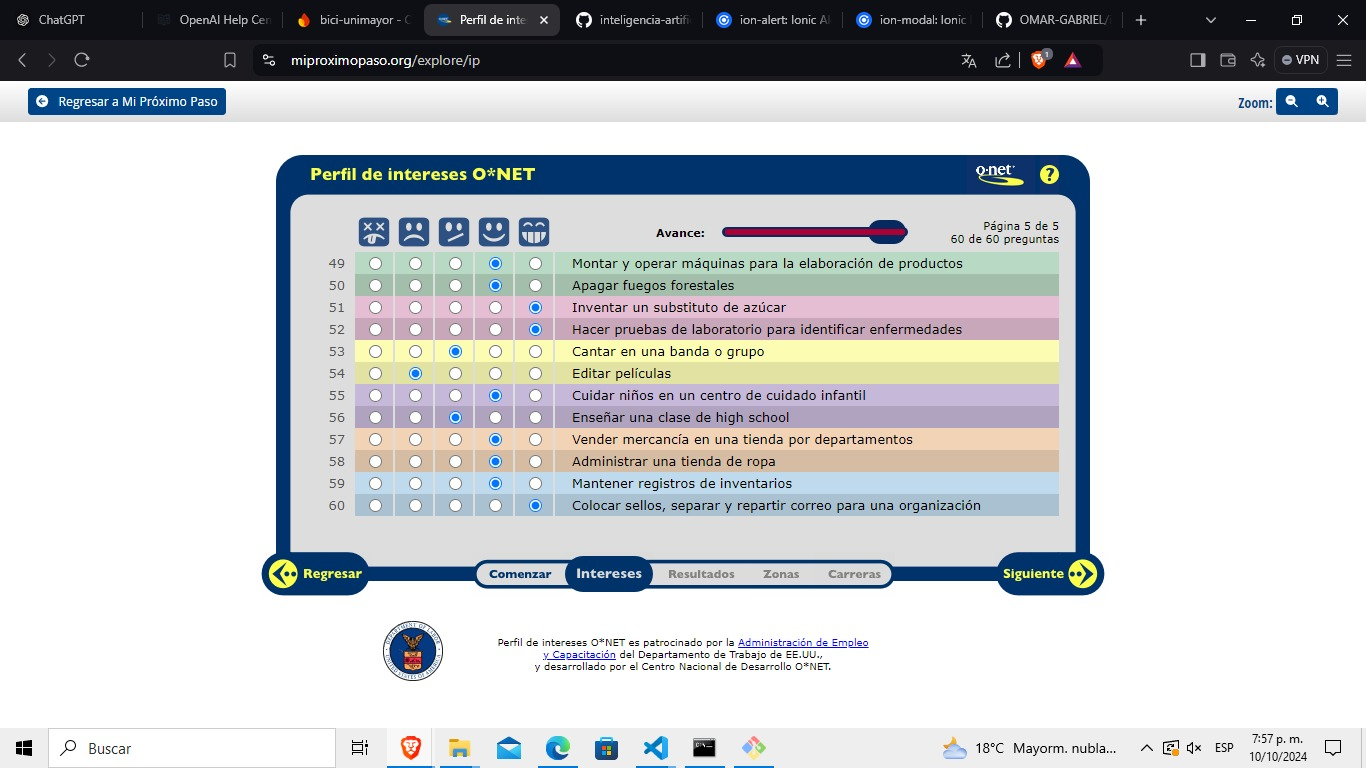 ChatGPT
OpenAI Help Cen
bici-unimayor - C
Perfil de inte
inteligencia-artifi
ion-alert: Ionic Al
ion-modal: Ionic
OMAR-GABRIEL/
miproximopaso.org/explore/ip
1
VPN
Regresar a Mi Próximo Paso
Zoom:
Perfil de intereses O*NET
o·net
?
Avance:
Página 5 de 5
60 de 60 preguntas
49 Montar y operar máquinas para la elaboración de productos
50 Apagar fuegos forestales
51 Inventar un substituto de azúcar
52 Hacer pruebas de laboratorio para identificar enfermedades
53 Cantar en una banda o grupo
54 Editar películas
55 Cuidar niños en un centro de cuidado infantil
56 Enseñar una clase de high school
57 Vender mercancía en una tienda por departamentos
58 Administrar una tienda de ropa
59 Mantener registros de inventarios
60 Colocar sellos, separar y repartir correo para una organización
Regresar
Comenzar
Intereses
Resultados
Zonas
Carreras
Siguiente
Perfil de intereses O*NET es patrocinado por la Administración de Empleo
y Capacitación del Departamento de Trabajo de EE.UU.,
y desarrollado por el Centro Nacional de Desarrollo O*NET.
Buscar
18°C Mayorm. nubla...
ESP
7:57 p. m.
10/10/2024